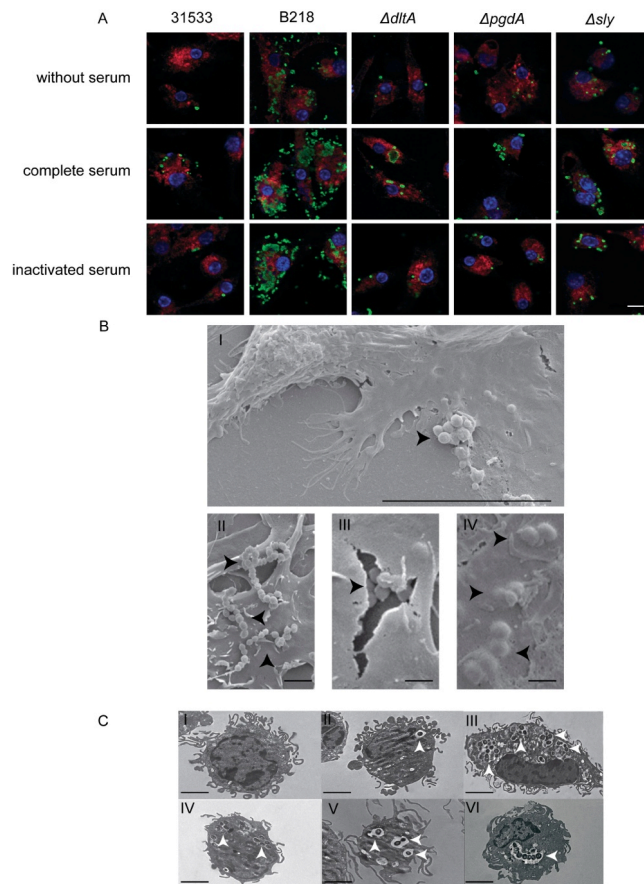 A
31533 B218 ΔdltA ΔpgdA Δsly
without serum
complete serum
inactivated serum
B
I
II III IV
C
I II III
IV V VI